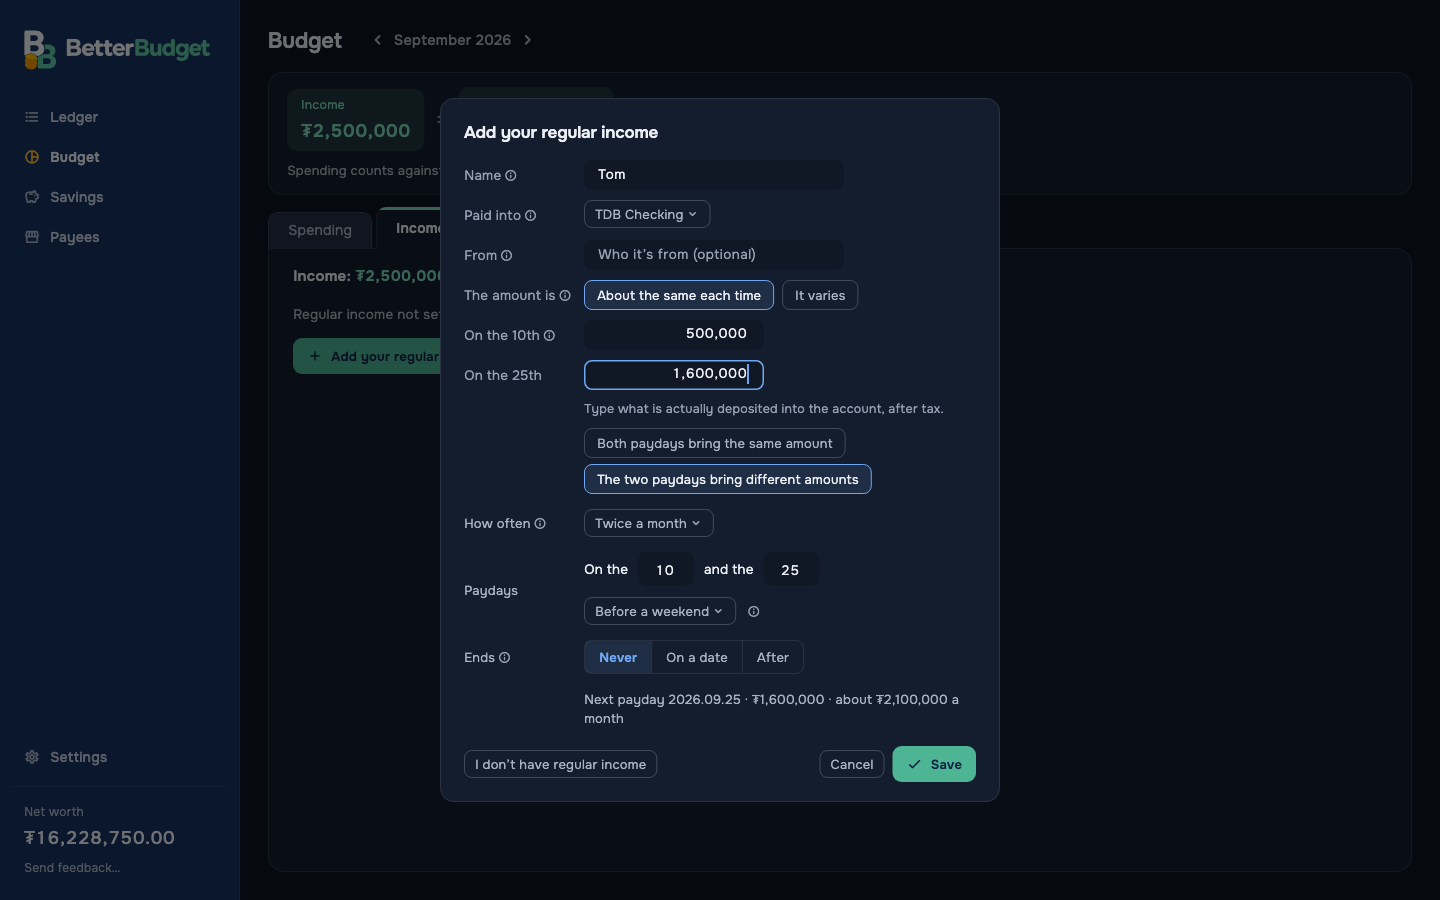 BetterBudget
Ledger
Budget
Savings
Payees
Settings
Net worth
₮16,228,750.00
Send feedback...
Budget
September 2026
Income
₮2,500,000
Spending counts against
Spending
Income: ₮2,500,000
Regular income not set
+ Add your regular
Add your regular income
Name
Tom
Paid into
TDB Checking
From
Who it's from (optional)
The amount is
About the same each time
It varies
On the 10th
500,000
On the 25th
1,600,000
Type what is actually deposited into the account, after tax.
Both paydays bring the same amount
The two paydays bring different amounts
How often
Twice a month
Paydays
On the 10 and the 25
Before a weekend
Ends
Never
On a date
After
Next payday 2026.09.25 · ₮1,600,000 · about ₮2,100,000 a
month
I don't have regular income
Cancel
Save